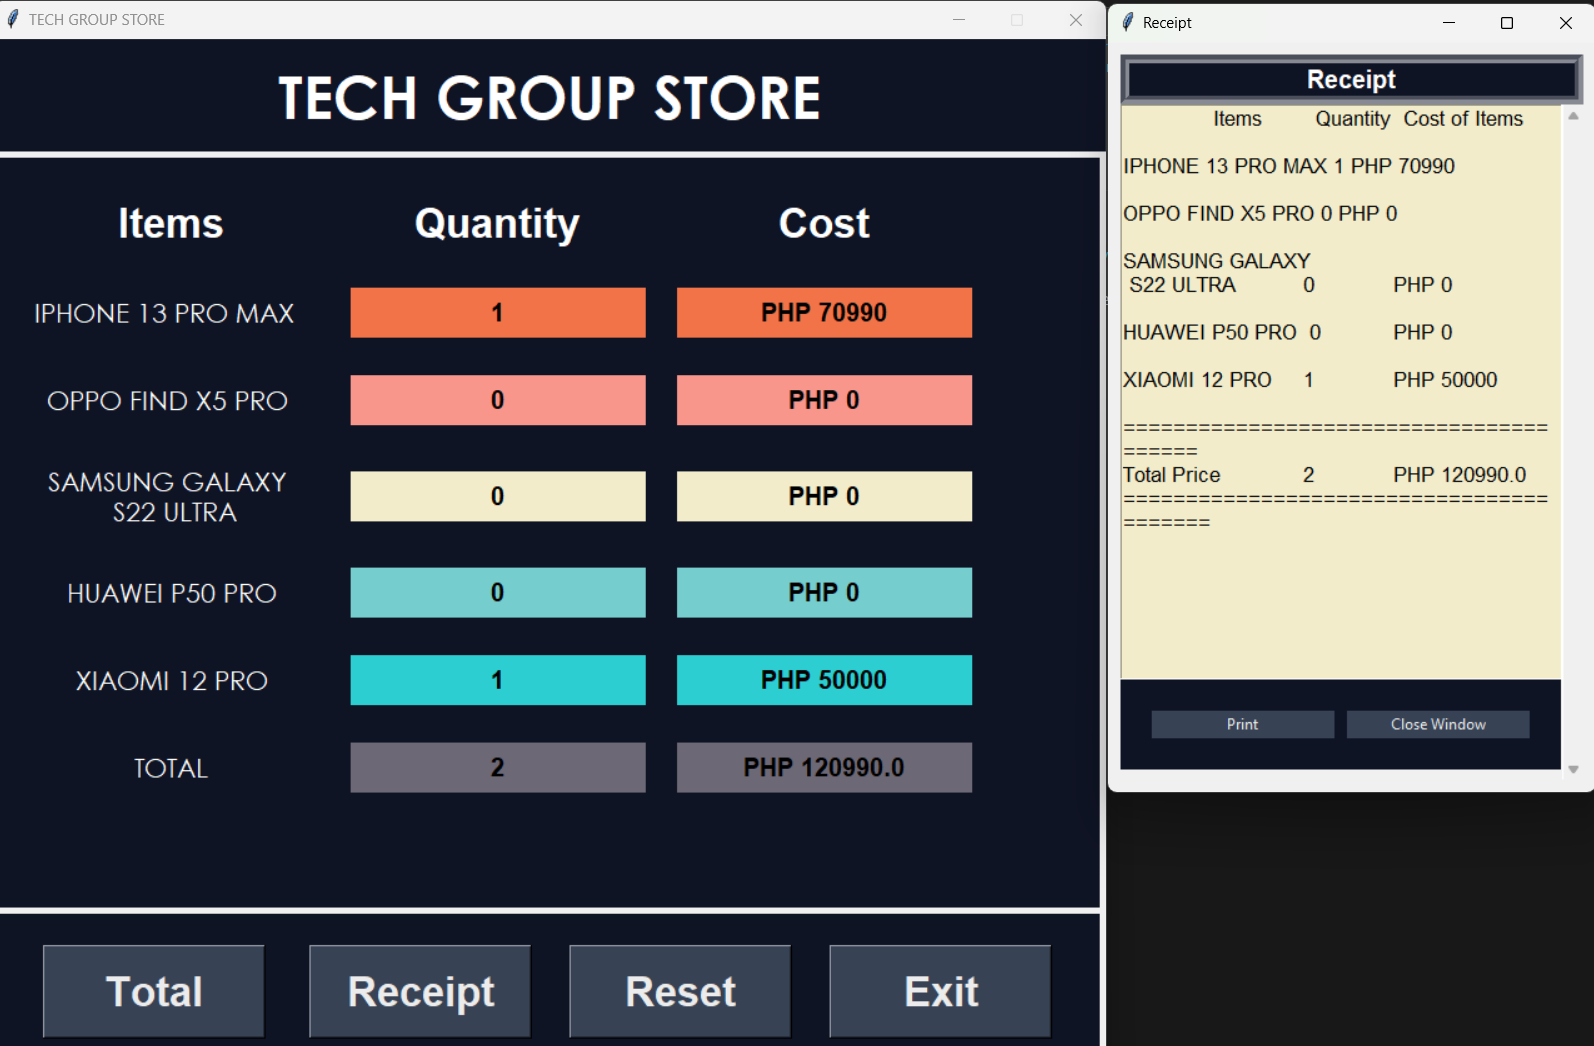 TECH GROUP STORE
TECH GROUP STORE
Items Quantity Cost
IPHONE 13 PRO MAX 1 PHP 70990
OPPO FIND X5 PRO 0 PHP 0
SAMSUNG GALAXY
S22 ULTRA 0 PHP 0
HUAWEI P50 PRO 0 PHP 0
XIAOMI 12 PRO 1 PHP 50000
TOTAL 2 PHP 120990.0
Total Receipt Reset Exit
Receipt
Receipt
Items Quantity Cost of Items
IPHONE 13 PRO MAX 1 PHP 70990
OPPO FIND X5 PRO 0 PHP 0
SAMSUNG GALAXY
S22 ULTRA 0 PHP 0
HUAWEI P50 PRO 0 PHP 0
XIAOMI 12 PRO 1 PHP 50000
==================================
======
Total Price 2 PHP 120990.0
==================================
=======
Print Close Window